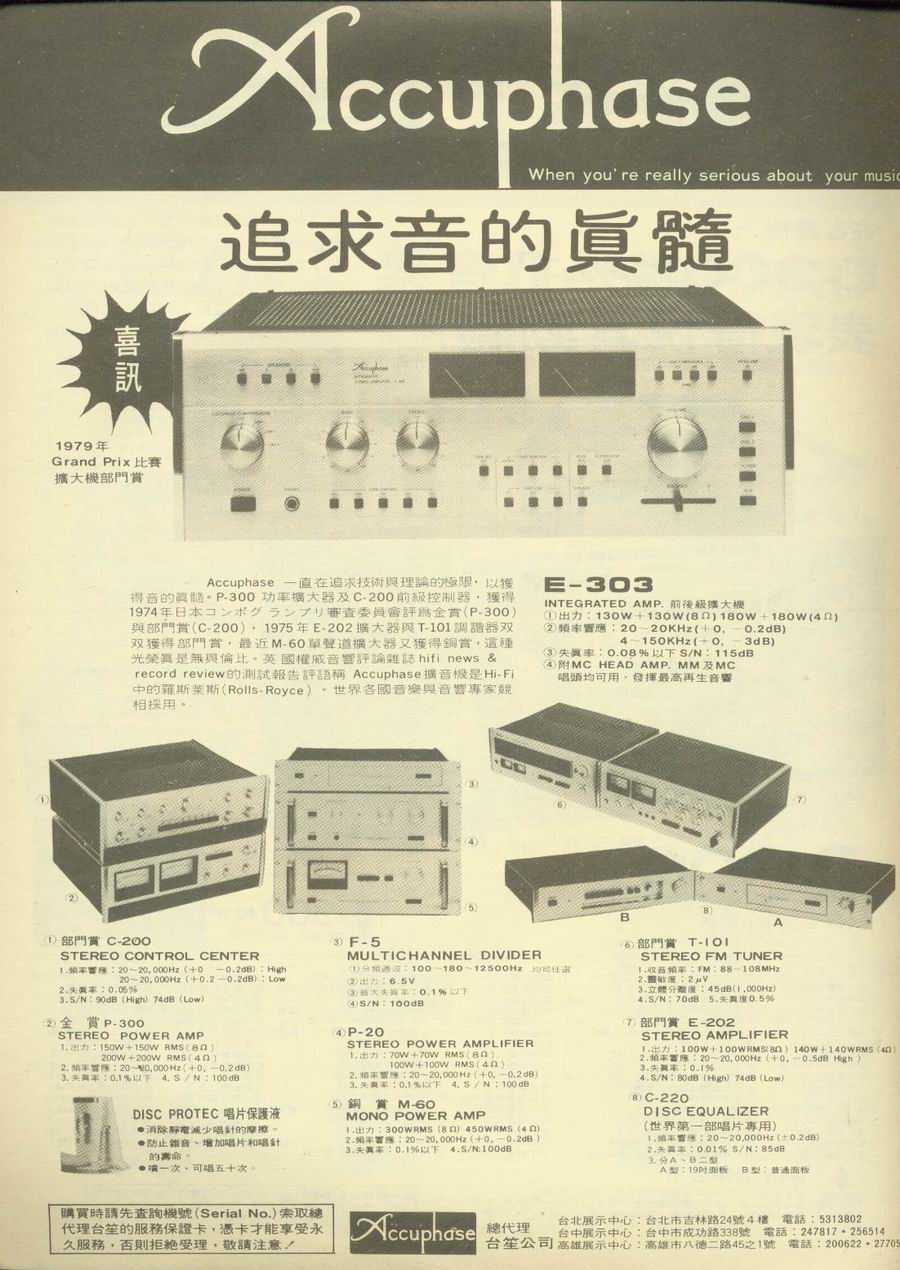 Accuphase
When you're really serious about your music
追求音的眞髓
喜
訊
1979年
Grand Prix 比賽
擴大機部門賞
Accuphase 一直在追求技術與理論的極限，以獲
得音的眞髓。P-300 功率擴大器及C-200前級控制器，獲得
1974年日本コンポグランプリ審査委員會評爲金賞(P-300)
與部門賞(C-200)，1975年E-202擴大器與T-101調諧器双
双獲得部門賞，最近M-60單聲道擴大器又獲得銅賞，這種
光榮眞是無與倫比。英國權威音響評論雜誌hifi news &
record review的測試報告評語稱 Accuphase擴音機是Hi-Fi
中的羅斯萊斯(Rolls-Royce)。世界各國音樂與音響專家競
相採用。
E-303
INTEGRATED AMP. 前後級擴大機
①出力：130W＋130W(8Ω)180W＋180W(4Ω)
②頻率響應：20～20KHz(＋0, －0.2dB)
4～150KHz(＋0, －3dB)
③失眞率：0.08%以下 S/N：115dB
④附MC HEAD AMP. MM及MC
唱頭均可用，發揮最高再生音響
①
②
③
④
⑤
⑥
⑦
B
⑧
A
①部門賞 C-200
STEREO CONTROL CENTER
1.頻率響應：20～20,000Hz (＋0 －0.2dB)：High
20～20,000Hz (＋0.2－0.2dB)：Low
2.失眞率：0.05%
3.S/N：90dB (High) 74dB (Low)
②金 賞 P-300
STEREO POWER AMP
1.出力：150W＋150W RMS (8Ω)
200W＋200W RMS (4Ω)
2.頻率響應：20～20,000Hz (＋0, －0.2dB)
3.失眞率：0.1%以下 4. S／N：100dB
DISC PROTEC 唱片保護液
●消除靜電減少唱針的摩擦。
●防止雜音、增加唱片和唱針
的壽命。
●噴一次，可唱五十次。
③F-5
MULTICHANNEL DIVIDER
①分頻週波：100－180－12500Hz 均可任選
②出力：6.5V
③最大失眞率：0.1%以下
④S/N：100dB
④P-20
STEREO POWER AMPLIFIER
1.出力：70W＋70W RMS (8Ω)
100W＋100W RMS (4Ω)
2.頻率響應：20～20,000Hz (＋0, －0.2dB)
3.失眞率：0.1%以下 4. S／N：100dB
⑤銅 賞 M-60
MONO POWER AMP
1.出力：300WRMS (8Ω) 450WRMS (4Ω)
2.頻率響應：20～20,000Hz (＋0, －0.2dB)
3.失眞率：0.1%以下 4.S/N:100dB
⑥部門賞 T-101
STEREO FM TUNER
1.收音頻率：FM：88－108MHz
2.靈敏度：2μV
3.立體分離度：45dB(1,000Hz)
4.S/N：70dB 5.失眞度0.5%
⑦部門賞 E-202
STEREO AMPLIFIER
1.出力：100W＋100WRMS(8Ω) 140W＋140WRMS (4Ω)
2.頻率響應：20～20,000Hz (＋0, －0.5dB High)
3.失眞率：0.1%
4.S/N：80dB (High) 74dB (Low)
⑧C-220
DISC EQUALIZER
(世界第一部唱片專用)
1.頻率響應：20～20,000Hz (±0.2dB)
2.失眞率：0.01% S/N：85dB
3.分A、B二型
A型：19吋面板 B型：普通面板
購買時請先查詢機號(Serial No.)索取總
代理台笙的服務保證卡，憑卡才能享受永
久服務，否則拒絶受理，敬請注意！
Accuphase
總代理
台笙公司
台北展示中心：台北市吉林路24號4樓 電話：5313802
台中展示中心：台中市成功路338號 電話：247817・256514
高雄展示中心：高雄市八德二路45之1號 電話：200622・27705